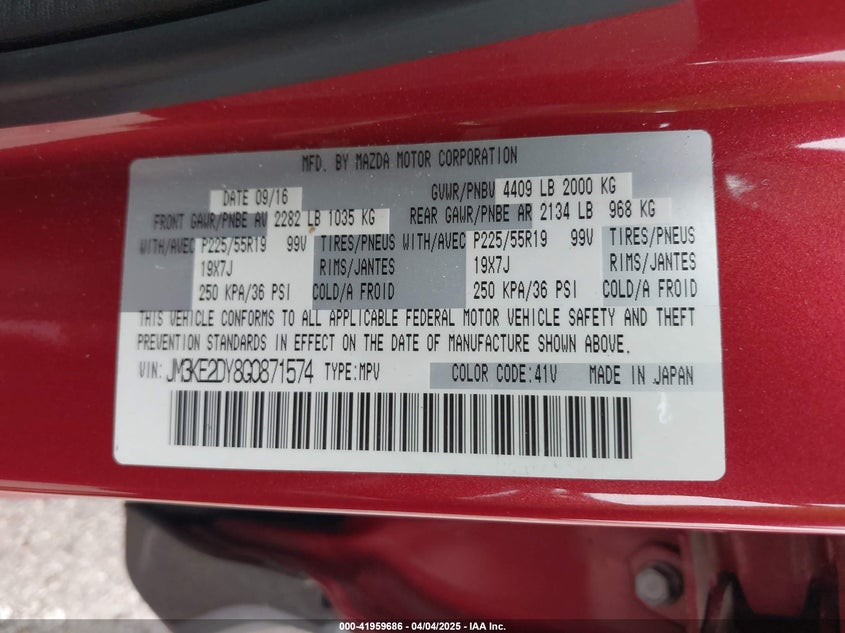 MFD. BY MAZDA MOTOR CORPORATION
DATE 09/16 GVWR/PNBV 4409 LB 2000 KG
FRONT GAWR/PNBE AV 2282 LB 1035 KG REAR GAWR/PNBE AR 2134 LB 968 KG
WITH/AVEC P225/55R19 99V TIRES/PNEUS WITH/AVEC P225/55R19 99V TIRES/PNEUS
19X7J RIMS/JANTES 19X7J RIMS/JANTES
250 KPA/36 PSI COLD/A FROID 250 KPA/36 PSI COLD/A FROID
THIS VEHICLE CONFORMS TO ALL APPLICABLE FEDERAL MOTOR VEHICLE SAFETY AND THEFT
PREVENTION STANDARDS IN EFFECT ON THE DATE OF MANUFACTURE SHOWN ABOVE.
VIN: JM3KE2DY8G0871574 TYPE:MPV COLOR CODE:41V MADE IN JAPAN
000-41959686 - 04/04/2025 - IAA Inc.